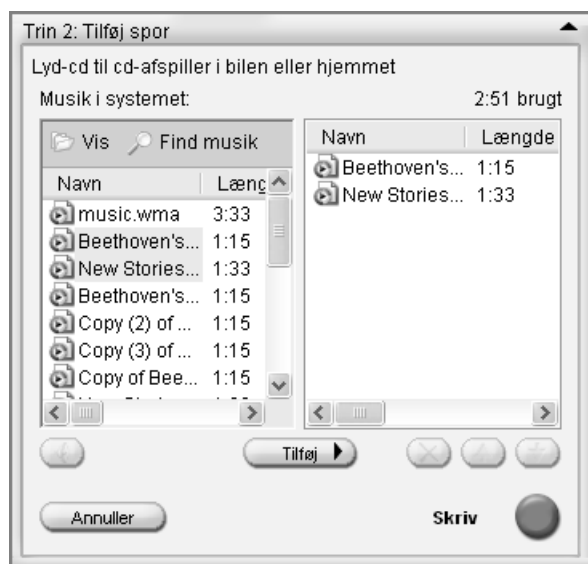 Trin 2: Tilføj spor
Lyd-cd til cd-afspiller i bilen eller hjemmet
Musik i systemet:
2:51 brugt
Vis Find musik
Navn Læng
music.wma 3:33
Beethoven's... 1:15
New Stories... 1:33
Beethoven's... 1:15
Copy (2) of ... 1:15
Copy (3) of ... 1:15
Copy of Bee... 1:15
Navn Længde
Beethoven's... 1:15
New Stories... 1:33
Tilføj
Annuller
Skriv